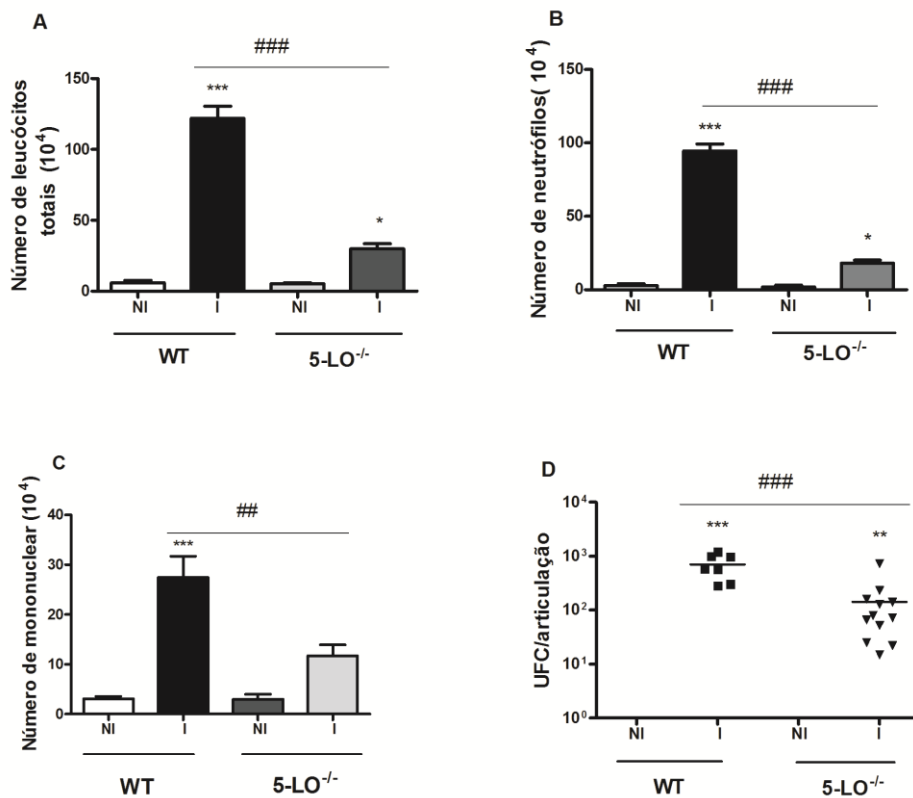 A
Número de leucócitos
totais (10⁴)
150
100
50
0
###
***
*
NI
I
NI
I
WT
5-LO⁻/⁻
B
Número de neutrófilos( 10⁴)
150
100
50
0
###
***
*
NI
I
NI
I
WT
5-LO⁻/⁻
C
Número de mononuclear (10⁴)
40
30
20
10
0
##
***
NI
I
NI
I
WT
5-LO⁻/⁻
D
UFC/articulação
10⁴
10³
10²
10¹
10⁰
###
***
**
NI
I
NI
I
WT
5-LO⁻/⁻